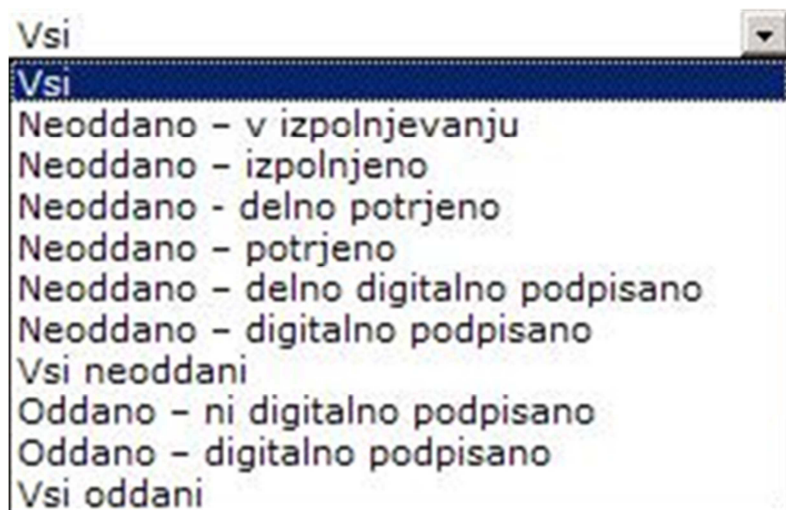 Vsi
Vsi
Neoddano – v izpolnjevanju
Neoddano – izpolnjeno
Neoddano - delno potrjeno
Neoddano – potrjeno
Neoddano – delno digitalno podpisano
Neoddano – digitalno podpisano
Vsi neoddani
Oddano – ni digitalno podpisano
Oddano – digitalno podpisano
Vsi oddani